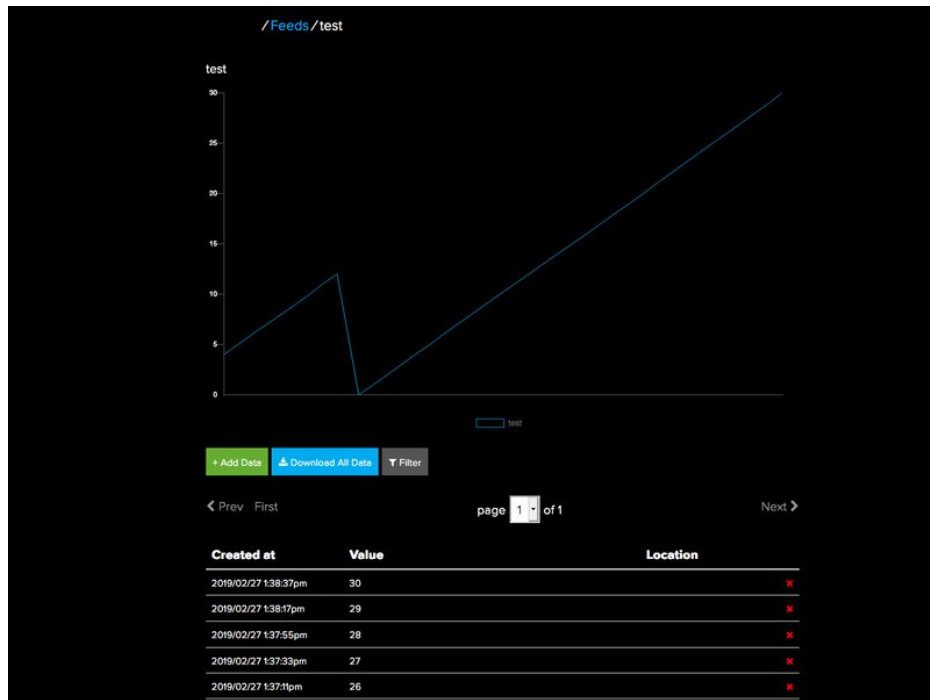 /Feeds/test
test
30
25
20
15
10
5
0
test
+ Add Data Download All Data Filter
Prev First page 1 of 1 Next
Created at Value Location
2019/02/27 1:38:37pm 30
2019/02/27 1:38:17pm 29
2019/02/27 1:37:55pm 28
2019/02/27 1:37:33pm 27
2019/02/27 1:37:11pm 26